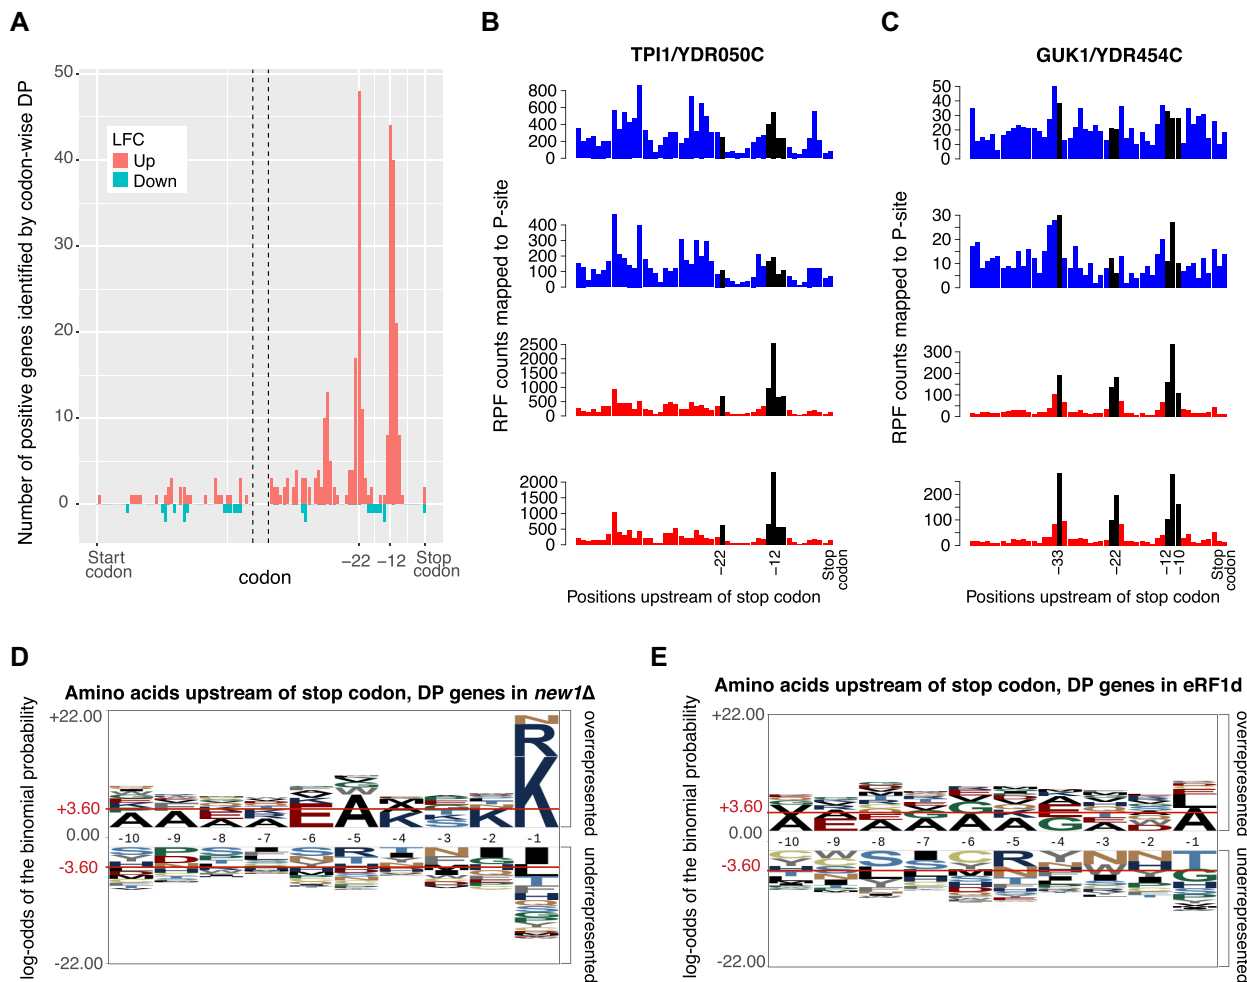 A
B
C
TPI1/YDR050C
GUK1/YDR454C
Number of positive genes identified by codon-wise DP
50
40
30
20
10
0
LFC
Up
Down
Start codon
codon
−22
−12
Stop codon
RPF counts mapped to P-site
800
600
400
200
0
400
300
200
100
0
2500
2000
1500
1000
500
0
2000
1500
1000
500
0
−22
−12
Stop codon
Positions upstream of stop codon
RPF counts mapped to P-site
50
40
30
20
10
0
30
20
10
0
300
200
100
0
200
100
0
−33
−22
−12
−10
Stop codon
Positions upstream of stop codon
D
Amino acids upstream of stop codon, DP genes in new1Δ
log-odds of the binomial probability
+22.00
+3.60
0.00
-3.60
-22.00
-10 -9 -8 -7 -6 -5 -4 -3 -2 -1
overrepresented
underrepresented
E
Amino acids upstream of stop codon, DP genes in eRF1d
log-odds of the binomial probability
+22.00
+3.60
0.00
-3.60
-22.00
-10 -9 -8 -7 -6 -5 -4 -3 -2 -1
overrepresented
underrepresented